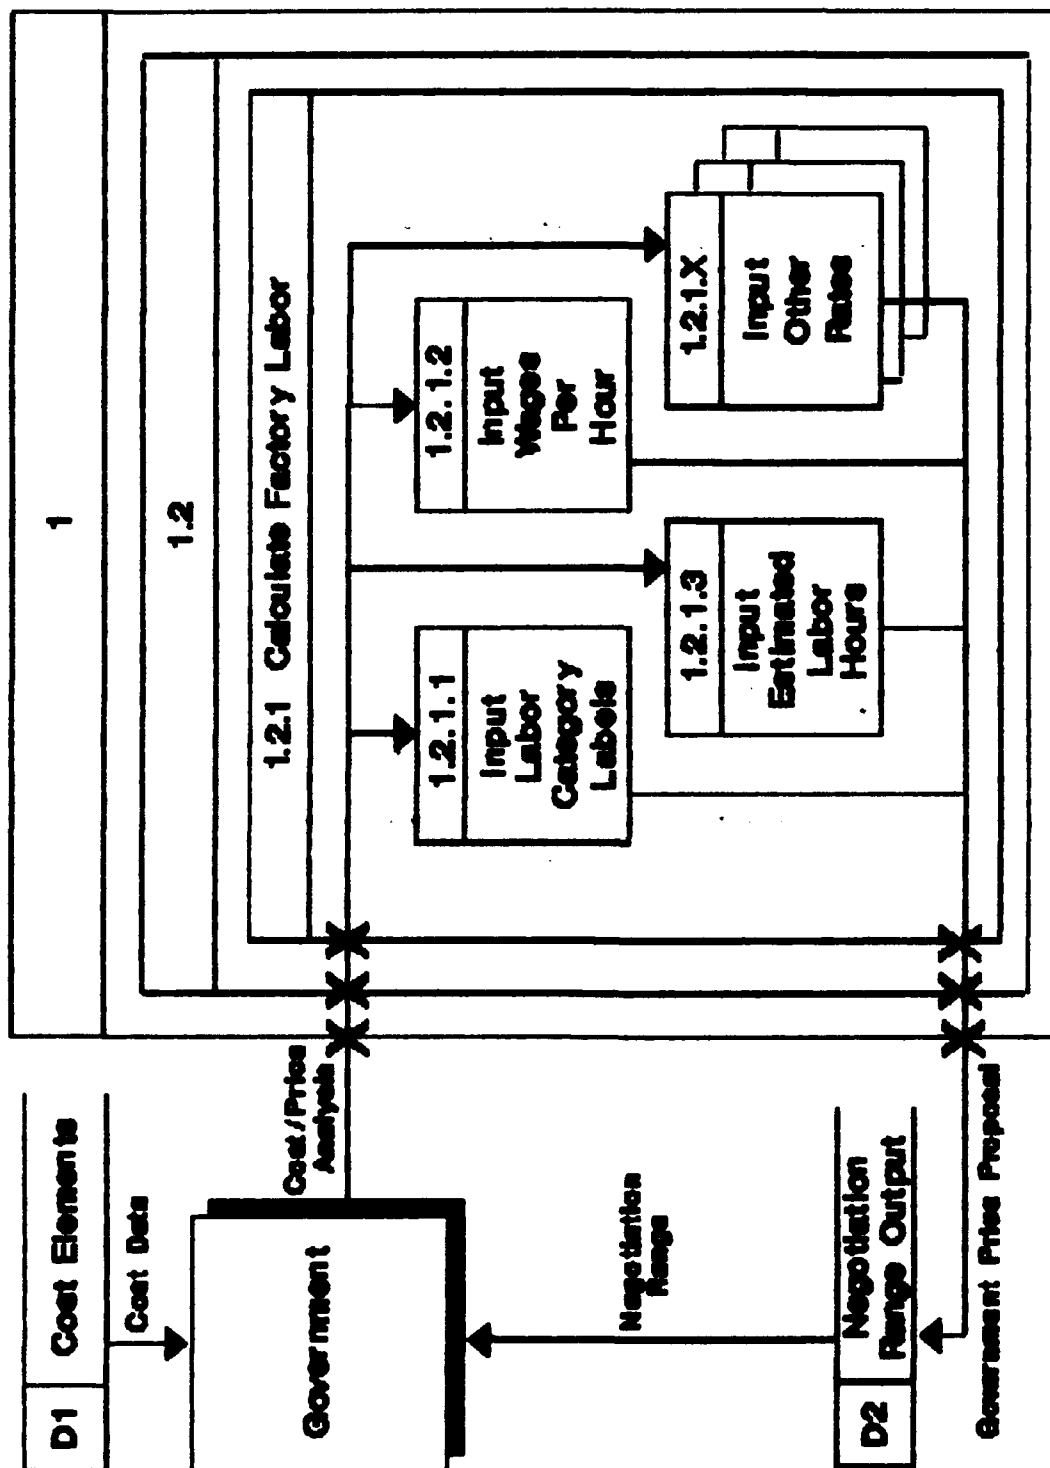 D1
Cost Elements
Cost Data
Government
Cost/Price
Analysis
Negotiation
Range
D2
Negotiation
Range Output
Government Price Proposal
1
1.2
1.2.1 Calculate Factory Labor
1.2.1.1
Input
Labor
Category
Labels
1.2.1.2
Input
Wages
Per
Hour
1.2.1.3
Input
Estimated
Labor
Hours
1.2.1.X
Input
Other
Rates